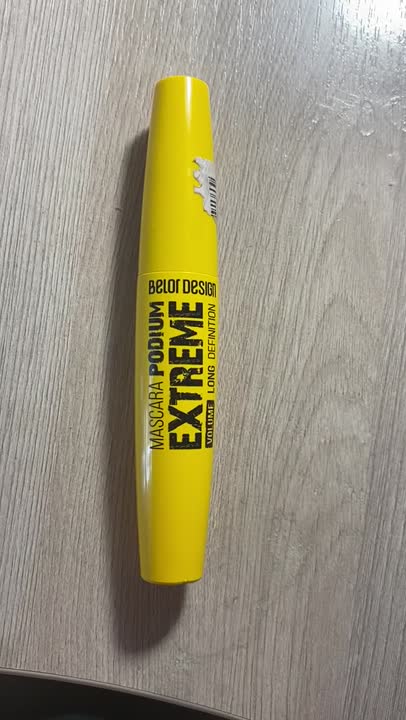 BELOR DESIGN
MASCARA PODIUM
EXTREME
VOLUME LONG DEFINITION